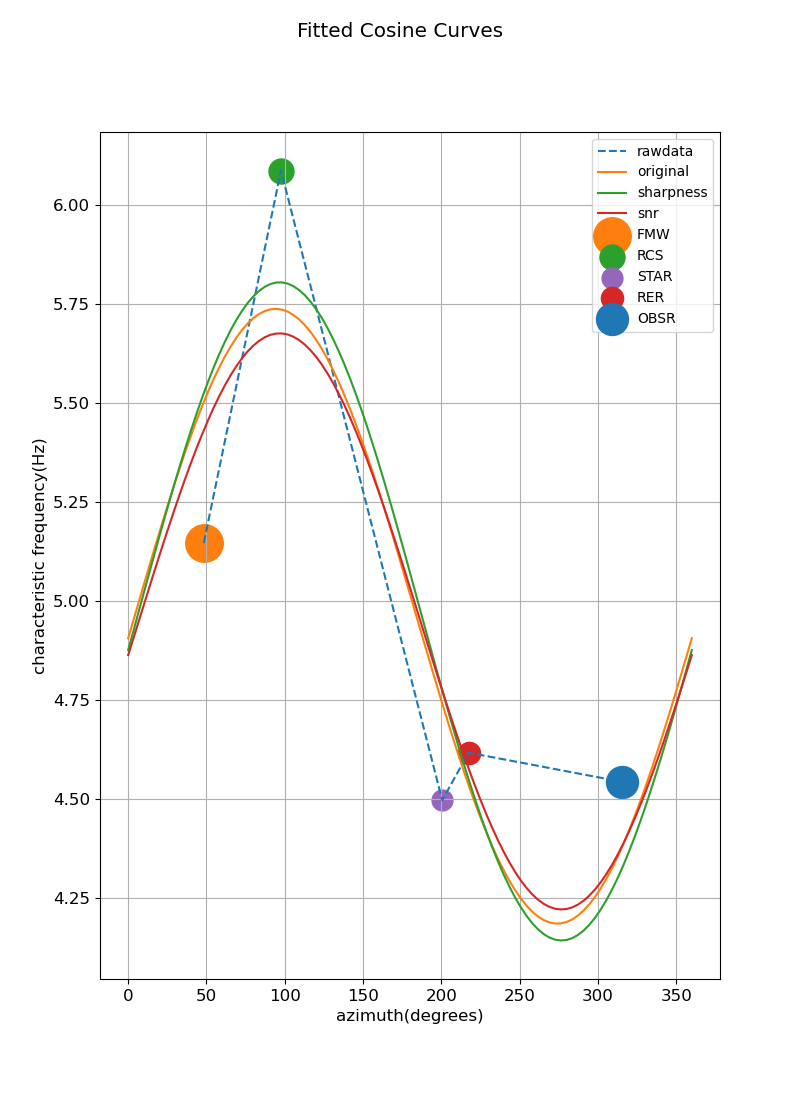 Fitted Cosine Curves
rawdata
original
sharpness
snr
FMW
RCS
STAR
RER
OBSR
characteristic frequency(Hz)
6.00
5.75
5.50
5.25
5.00
4.75
4.50
4.25
0 50 100 150 200 250 300 350
azimuth(degrees)